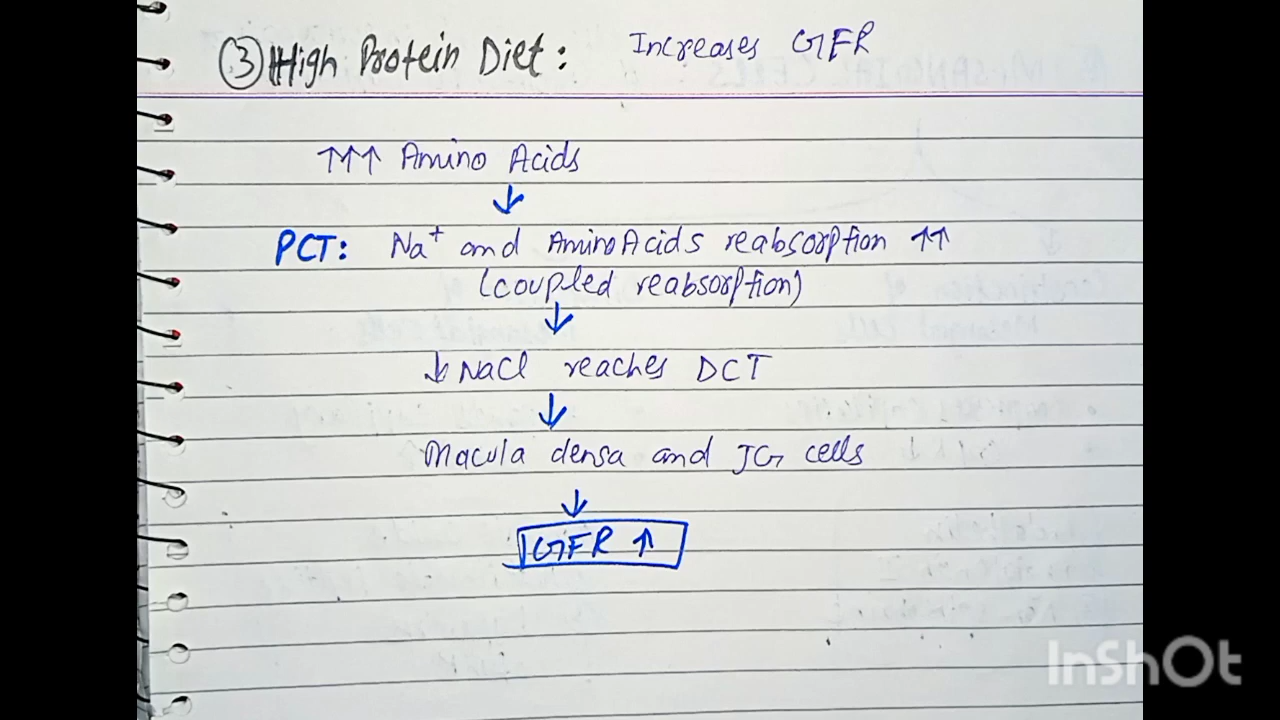 ③ High Protein Diet: Increases GFR
↑↑↑ Amino Acids
↓
PCT: Na⁺ and Amino Acids reabsorption ↑↑
(coupled reabsorption)
↓
↓ NaCl reaches DCT
↓
Macula densa and JG cells
↓
GFR ↑
InShOt